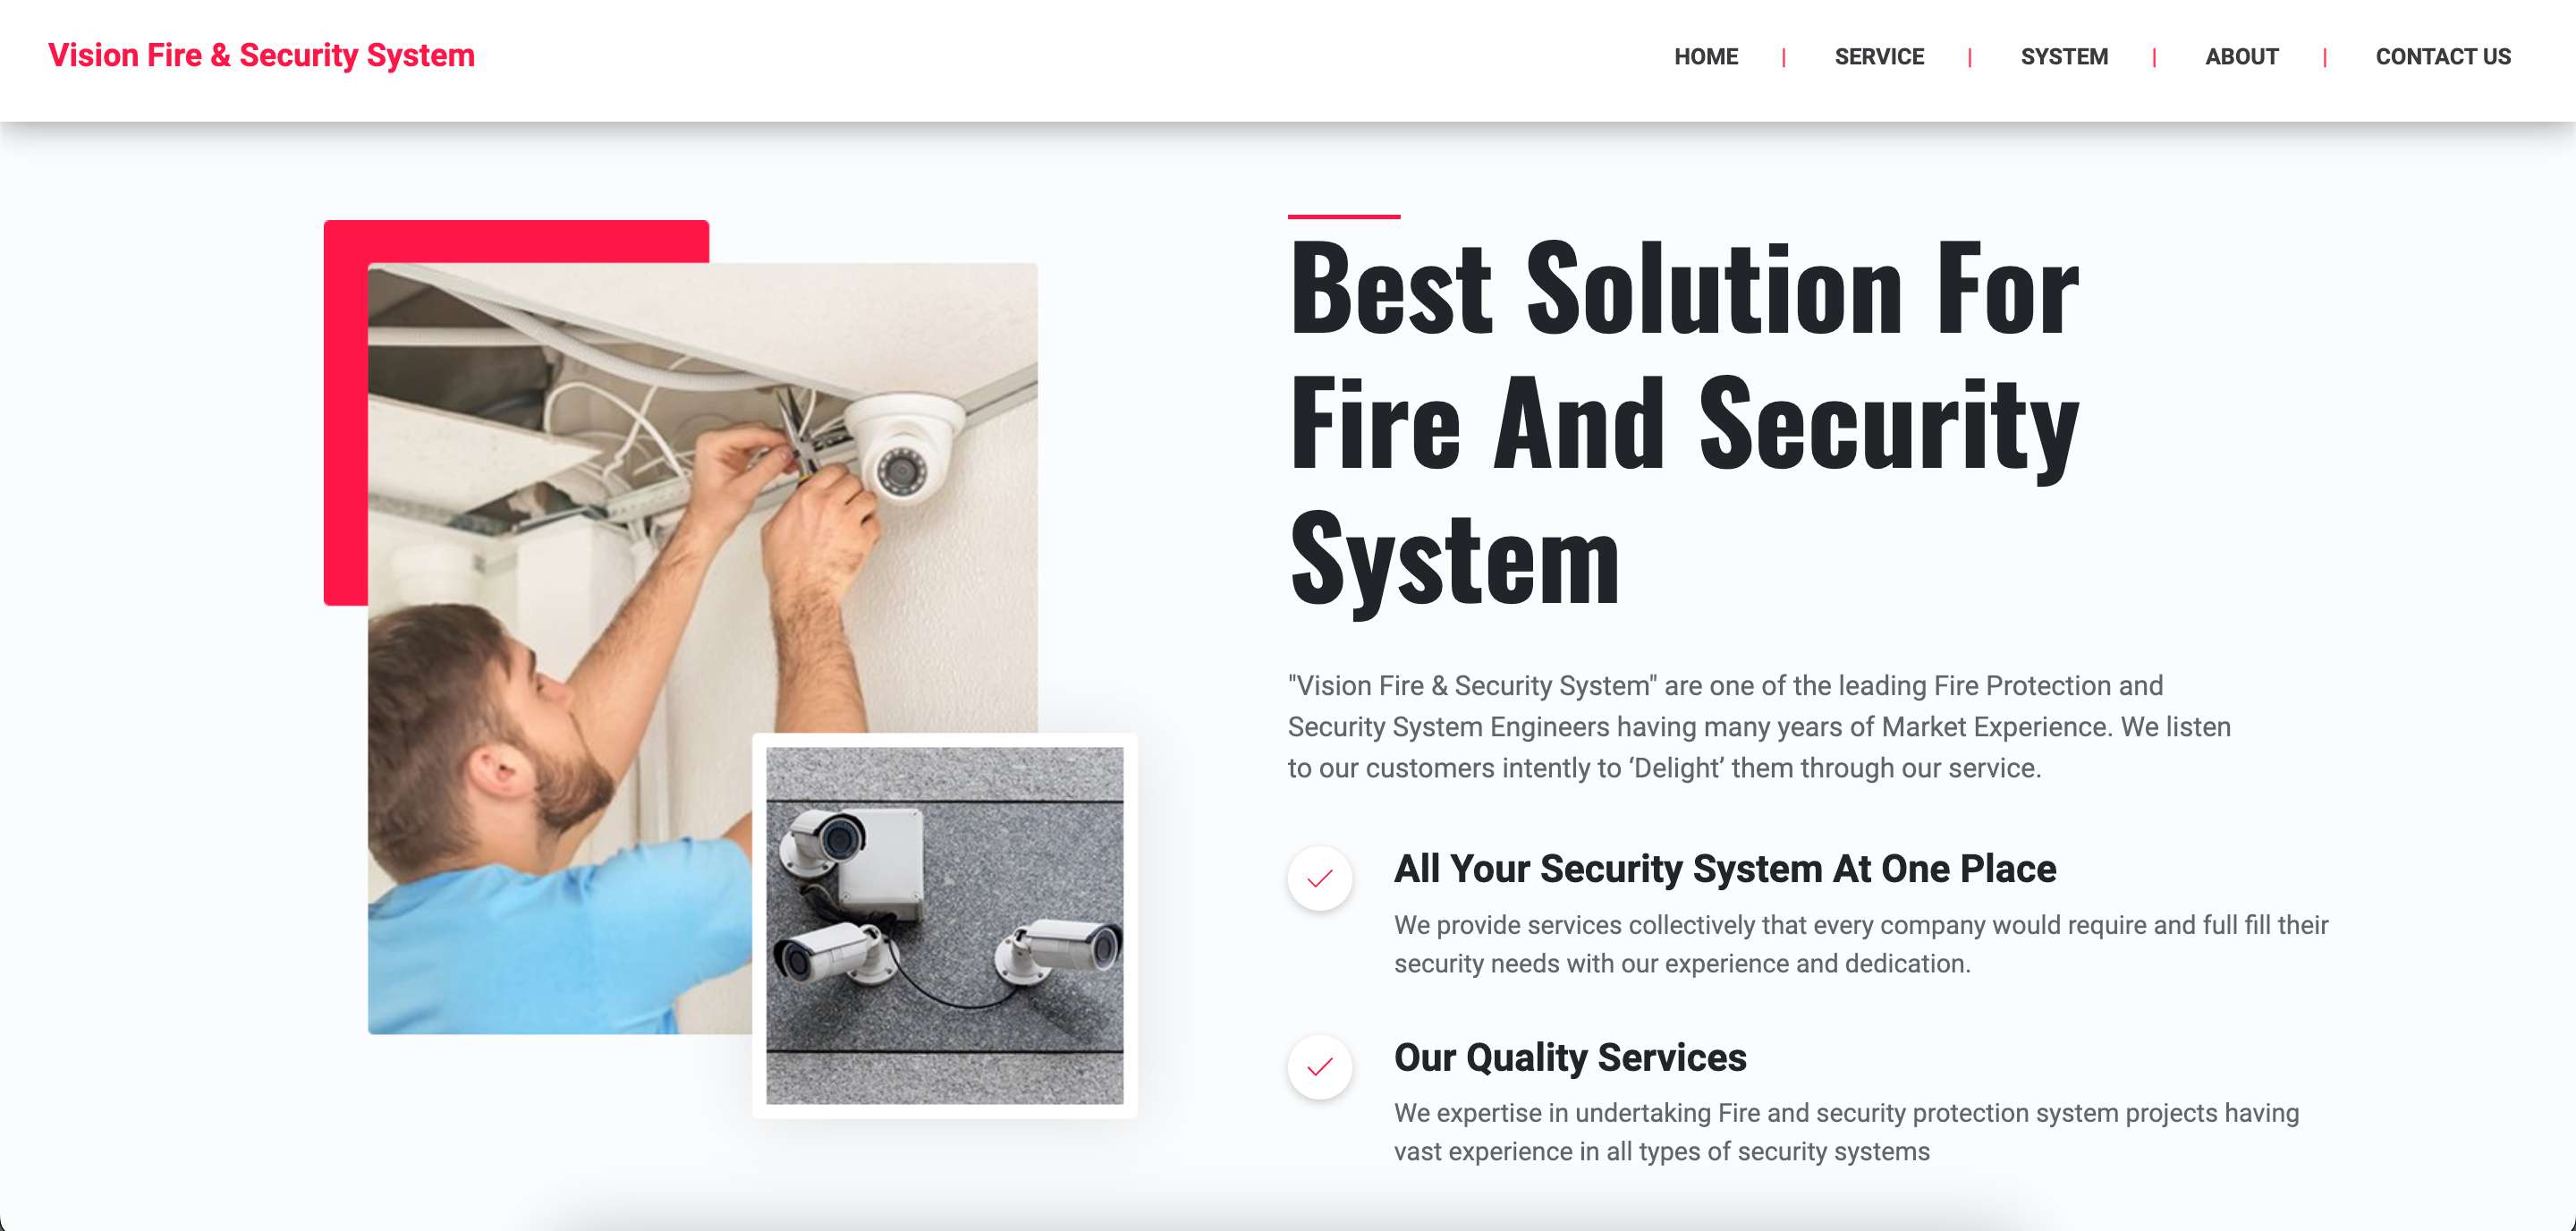 Vision Fire & Security System
HOME | SERVICE | SYSTEM | ABOUT | CONTACT US
Best Solution For
Fire And Security
System
"Vision Fire & Security System" are one of the leading Fire Protection and
Security System Engineers having many years of Market Experience. We listen
to our customers intently to ‘Delight’ them through our service.
All Your Security System At One Place
We provide services collectively that every company would require and full fill their
security needs with our experience and dedication.
Our Quality Services
We expertise in undertaking Fire and security protection system projects having
vast experience in all types of security systems